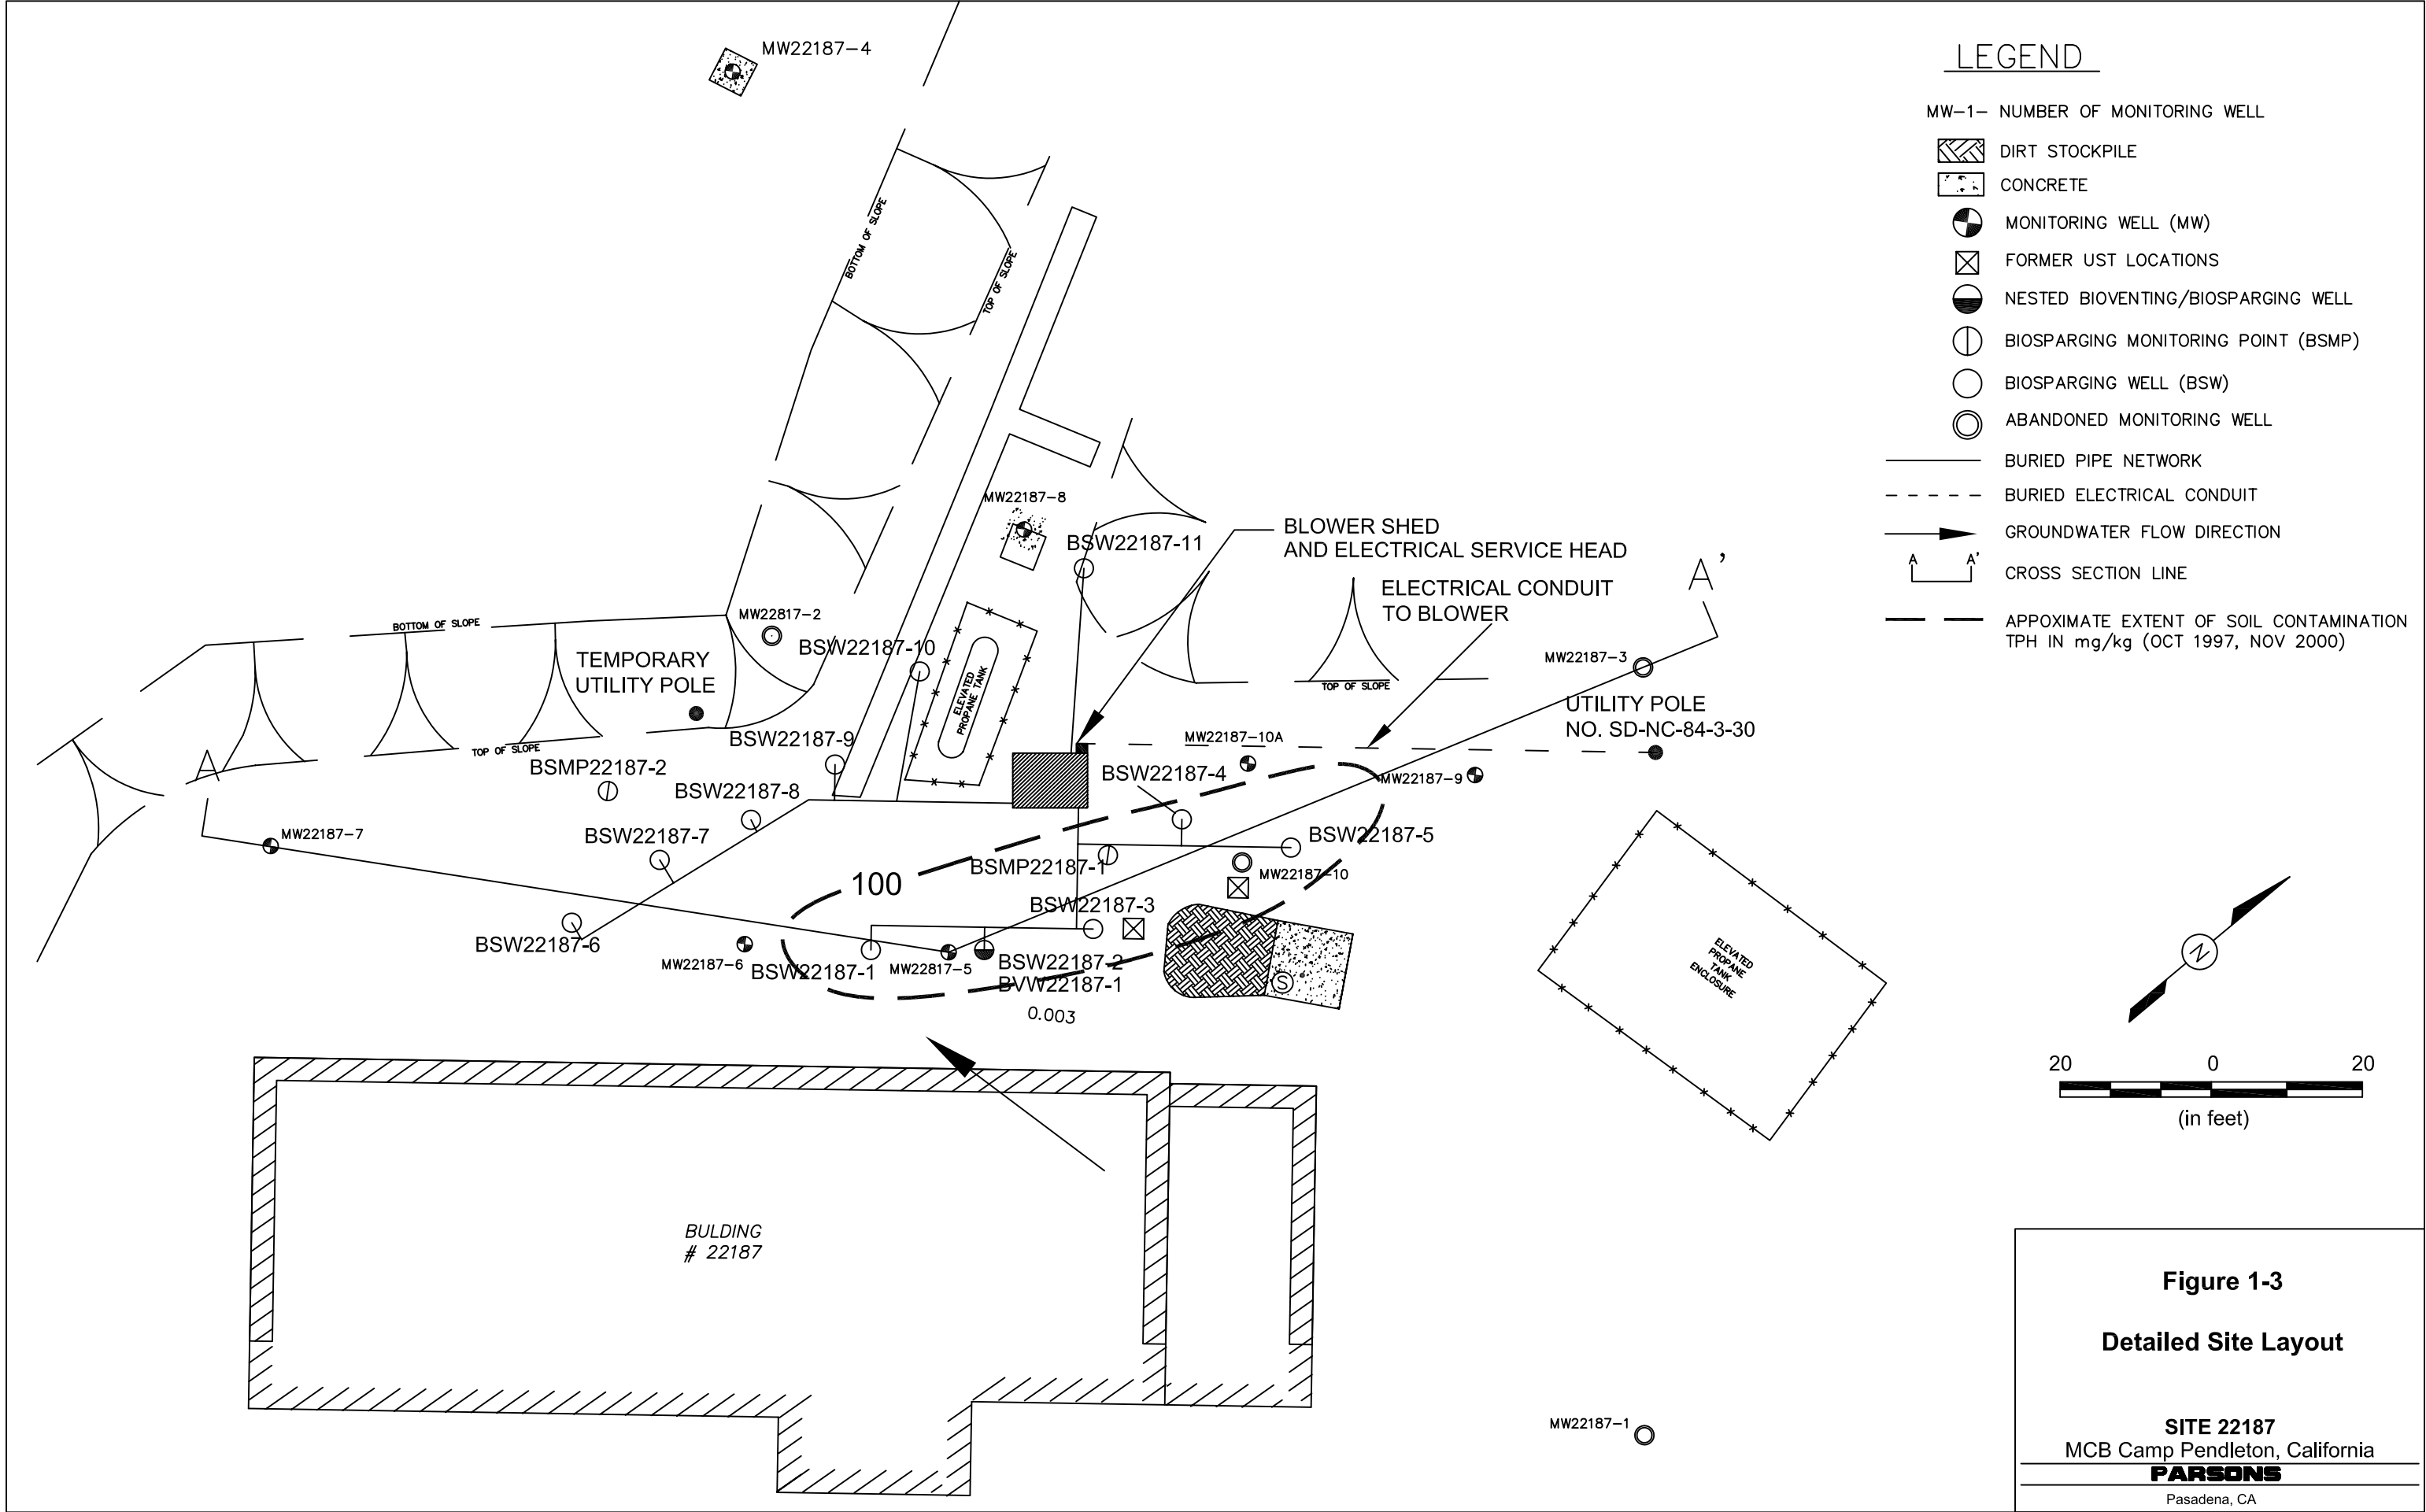 MW22187-4
LEGEND
MW-1- NUMBER OF MONITORING WELL
DIRT STOCKPILE
CONCRETE
MONITORING WELL (MW)
FORMER UST LOCATIONS
NESTED BIOVENTING/BIOSPARGING WELL
BIOSPARGING MONITORING POINT (BSMP)
BIOSPARGING WELL (BSW)
ABANDONED MONITORING WELL
BURIED PIPE NETWORK
BURIED ELECTRICAL CONDUIT
GROUNDWATER FLOW DIRECTION
A A'
CROSS SECTION LINE
APPOXIMATE EXTENT OF SOIL CONTAMINATION
TPH IN mg/kg (OCT 1997, NOV 2000)
BOTTOM OF SLOPE
TOP OF SLOPE
MW22187-8
BSW22187-11
BLOWER SHED
AND ELECTRICAL SERVICE HEAD
ELECTRICAL CONDUIT
TO BLOWER
A'
BOTTOM OF SLOPE
MW22817-2
BSW22187-10
TEMPORARY
UTILITY POLE
ELEVATED
PROPANE TANK
MW22187-3
TOP OF SLOPE
UTILITY POLE
NO. SD-NC-84-3-30
TOP OF SLOPE
BSW22187-9
MW22187-10A
A
BSMP22187-2
BSW22187-4
MW22187-9
BSW22187-8
MW22187-7
BSW22187-7
BSW22187-5
BSMP22187-1
MW22187-10
100
BSW22187-3
BSW22187-6
MW22187-6
BSW22187-1
MW22817-5
BSW22187-2
BVW22187-1
S
0.003
ELEVATED
PROPANE
TANK
ENCLOSURE
N
20 0 20
(in feet)
BULDING
# 22187
MW22187-1
Figure 1-3
Detailed Site Layout
SITE 22187
MCB Camp Pendleton, California
PARSONS
Pasadena, CA